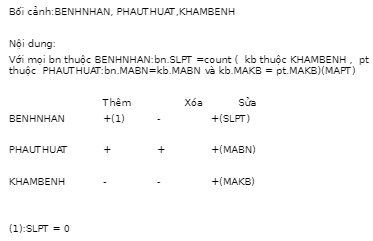 Bối cảnh:BENHNHAN, PHAUTHUAT,KHAMBENH
Nội dung:
Với mọi bn thuộc BENHNHAN:bn.SLPT =count ( kb thuộc KHAMBENH , pt
thuộc PHAUTHUAT:bn.MABN=kb.MABN và kb.MAKB = pt.MAKB)(MAPT)
Thêm Xóa Sửa
BENHNHAN +(1) - +(SLPT)
PHAUTHUAT + + +(MABN)
KHAMBENH - - +(MAKB)
(1):SLPT = 0